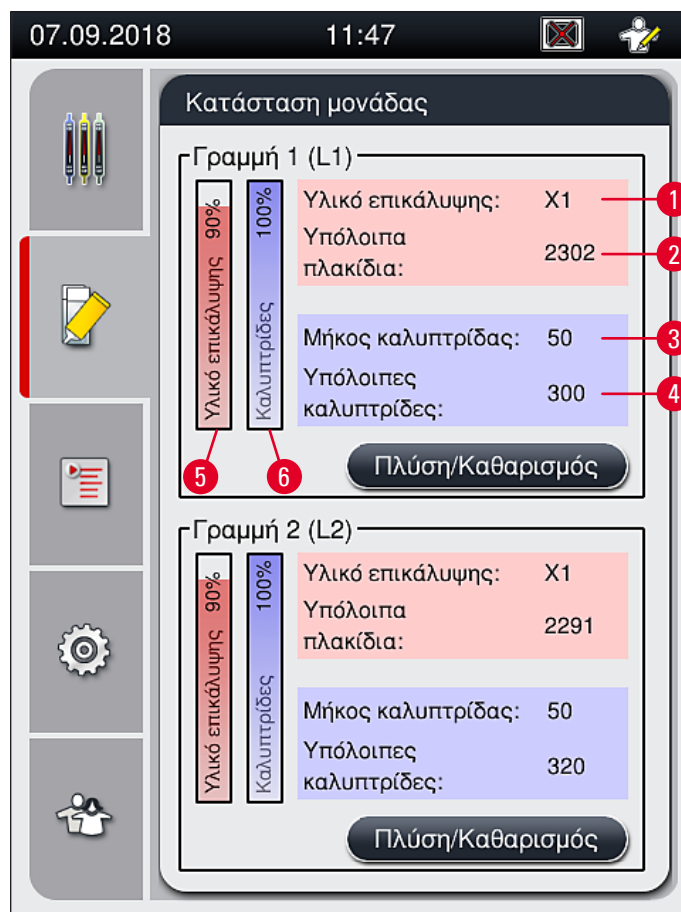 07.09.2018 11:47
Κατάσταση μονάδας
Γραμμή 1 (L1)
Υλικό επικάλυψης 90%
Καλυπτρίδες 100%
Υλικό επικάλυψης: X1
Υπόλοιπα
πλακίδια: 2302
Μήκος καλυπτρίδας: 50
Υπόλοιπες
καλυπτρίδες: 300
1
2
3
4
5
6
Πλύση/Καθαρισμός
Γραμμή 2 (L2)
Υλικό επικάλυψης 90%
Καλυπτρίδες 100%
Υλικό επικάλυψης: X1
Υπόλοιπα
πλακίδια: 2291
Μήκος καλυπτρίδας: 50
Υπόλοιπες
καλυπτρίδες: 320
Πλύση/Καθαρισμός